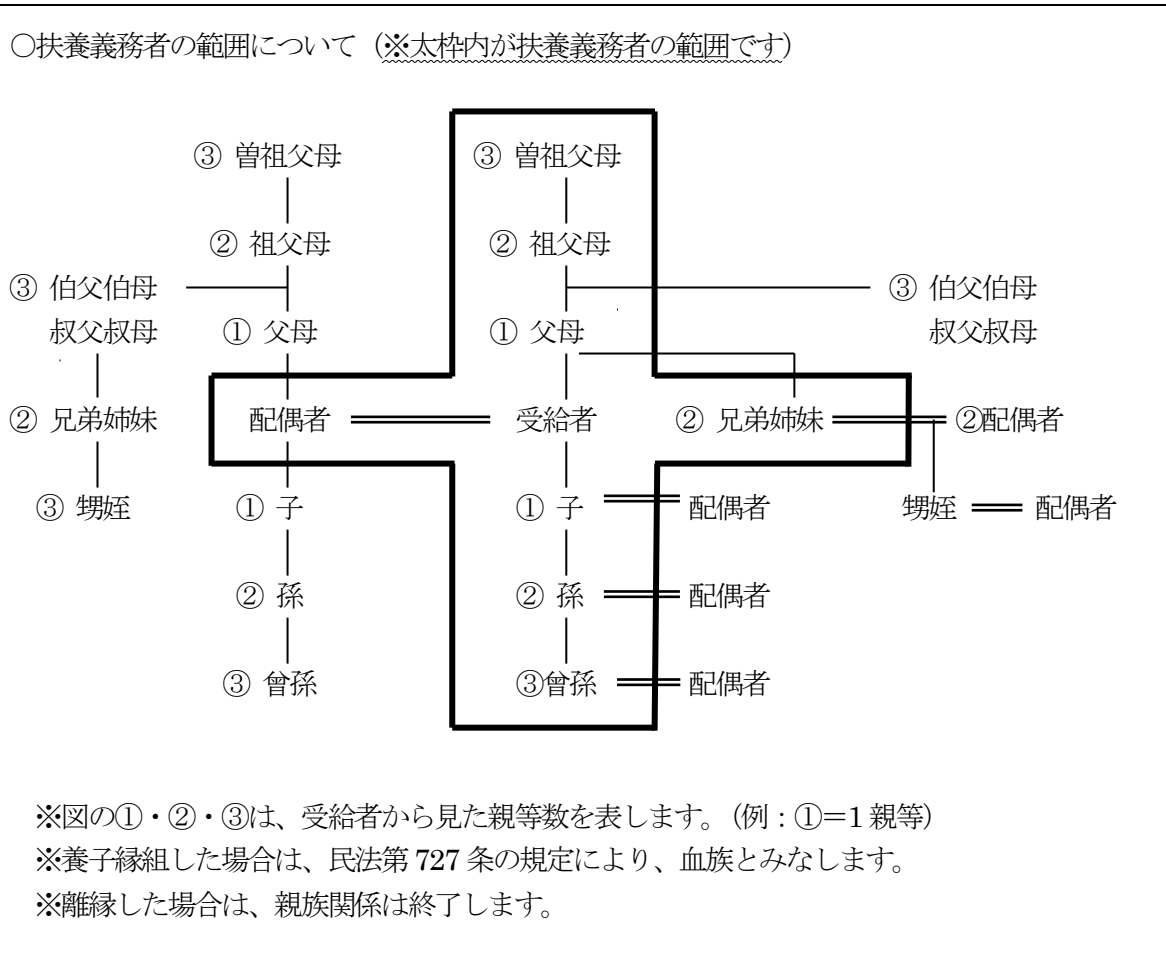 〇扶養義務者の範囲について（※太枠内が扶養義務者の範囲です）
③ 曽祖父母 ③ 曽祖父母
② 祖父母 ② 祖父母
③ 伯父伯母 ③ 伯父伯母
叔父叔母 ① 父母 ① 父母 叔父叔母
② 兄弟姉妹 配偶者 受給者 ② 兄弟姉妹 ②配偶者
③ 甥姪 ① 子 ① 子 配偶者 甥姪 配偶者
② 孫 ② 孫 配偶者
③ 曾孫 ③曾孫 配偶者
※図の①・②・③は、受給者から見た親等数を表します。（例：①＝1 親等）
※養子縁組した場合は、民法第 727 条の規定により、血族とみなします。
※離縁した場合は、親族関係は終了します。